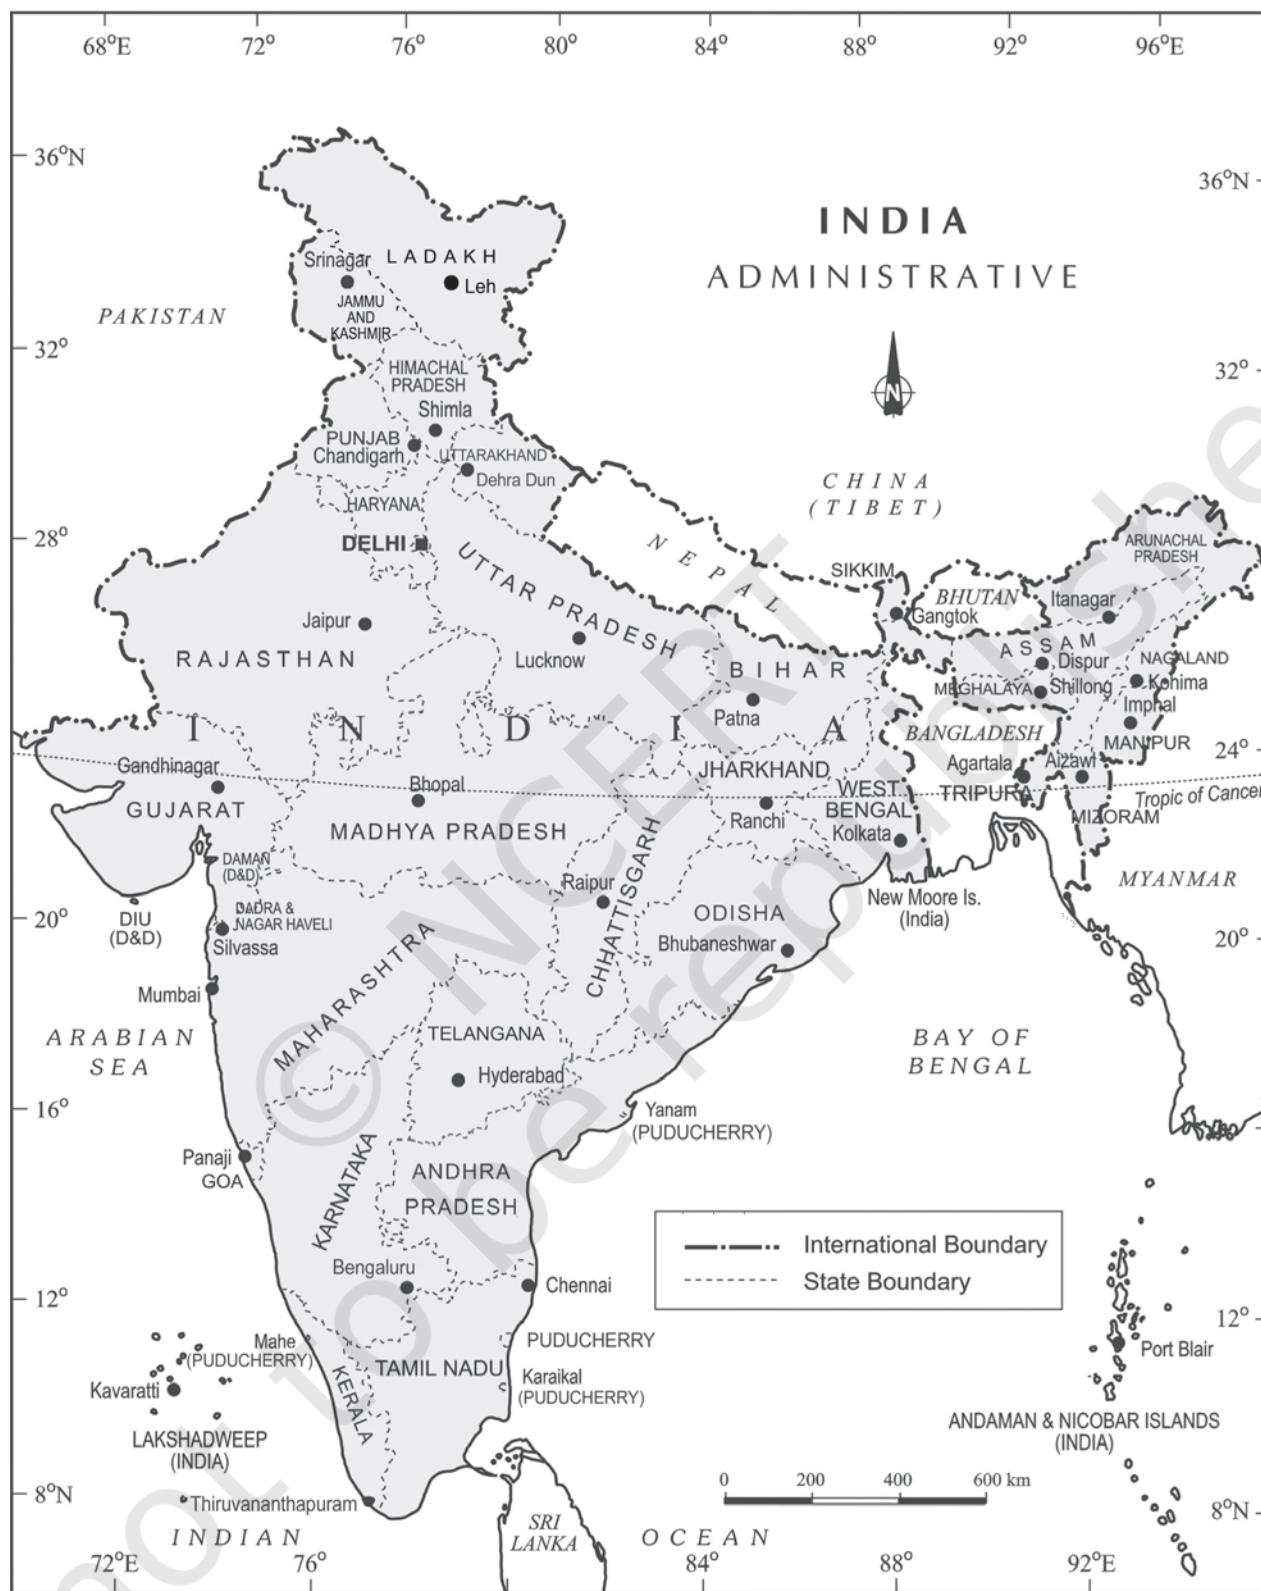 68°E 72° 76° 80° 84° 88° 92° 96°E
36°N
36°N
INDIA
ADMINISTRATIVE
Srinagar
LADAKH
Leh
JAMMU
AND
KASHMIR
PAKISTAN
32°
32°
HIMACHAL
PRADESH
Shimla
N
PUNJAB
Chandigarh
UTTARAKHAND
Dehra Dun
CHINA
(TIBET)
HARYANA
28°
DELHI
NEPAL
UTTAR PRADESH
SIKKIM
ARUNACHAL
PRADESH
BHUTAN
Itanagar
Gangtok
Jaipur
RAJASTHAN
Lucknow
BIHAR
ASSAM
Dispur
NAGALAND
MEGHALAYA
Shillong
Kohima
Patna
Imphal
INDIA
BANGLADESH
MANIPUR
24°
Gandhinagar
Bhopal
JHARKHAND
Agartala
Aizawl
GUJARAT
MADHYA PRADESH
Ranchi
WEST
BENGAL
Kolkata
TRIPURA
Tropic of Cancer
MIZORAM
DAMAN
(D&D)
Raipur
CHHATTISGARH
MYANMAR
New Moore Is.
(India)
20°
DIU
(D&D)
DADRA &
NAGAR HAVELI
Silvassa
ODISHA
Bhubaneshwar
20°
Mumbai
MAHARASHTRA
ARABIAN
SEA
TELANGANA
Hyderabad
BAY OF
BENGAL
16°
Yanam
(PUDUCHERRY)
Panaji
GOA
KARNATAKA
ANDHRA
PRADESH
International Boundary
State Boundary
Bengaluru
Chennai
12°
12°
Mahe
(PUDUCHERRY)
PUDUCHERRY
Port Blair
Kavaratti
KERALA
TAMIL NADU
Karaikal
(PUDUCHERRY)
LAKSHADWEEP
(INDIA)
ANDAMAN & NICOBAR ISLANDS
(INDIA)
0 200 400 600 km
8°N
Thiruvananthapuram
8°N
INDIAN
SRI
LANKA
OCEAN
72°E 76° 84° 88° 92°E
© NCERT
not to be republishe